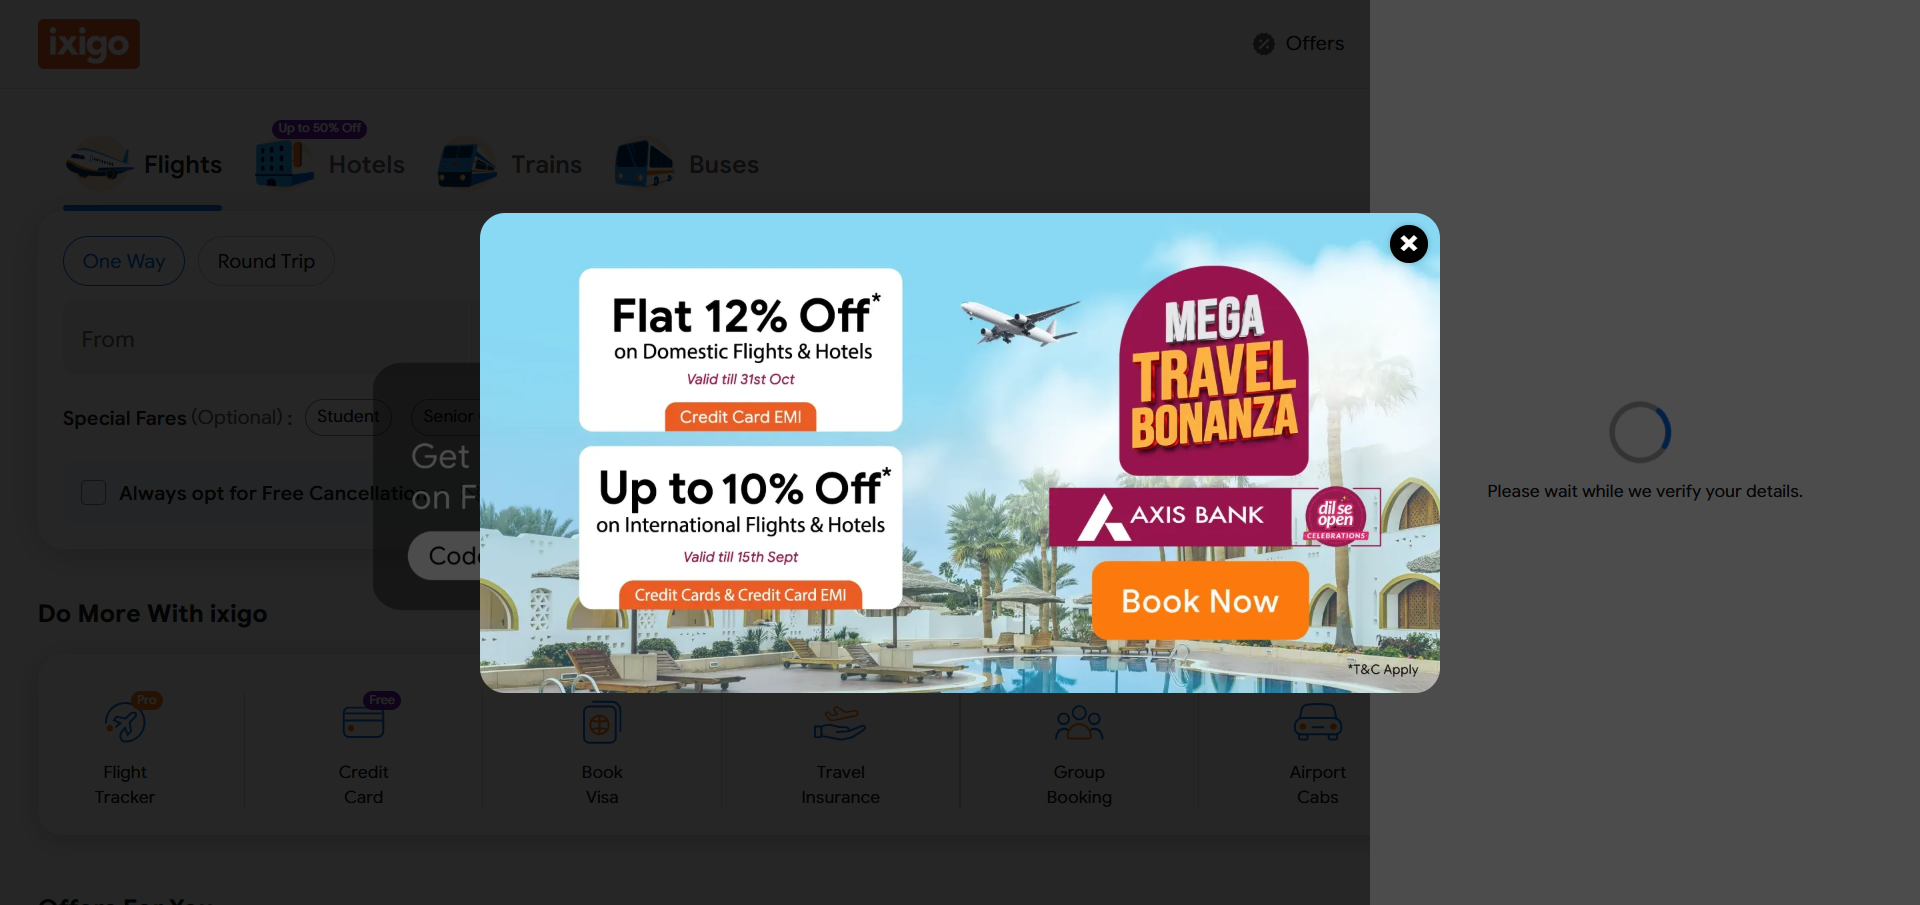 ixigo
Offers
Up to 50% Off
Flights
Hotels
Trains
Buses
One Way
Round Trip
From
Special Fares (Optional) :
Student
Senior
Always opt for Free Cancellatio
Get
on F
Code
Flat 12% Off*
on Domestic Flights & Hotels
Valid till 31st Oct
Credit Card EMI
Up to 10% Off*
on International Flights & Hotels
Valid till 15th Sept
Credit Cards & Credit Card EMI
MEGA
TRAVEL
BONANZA
AXIS BANK
dil se
open
CELEBRATIONS
Book Now
*T&C Apply
Please wait while we verify your details.
Do More With ixigo
Pro
Flight
Tracker
Free
Credit
Card
Book
Visa
Travel
Insurance
Group
Booking
Airport
Cabs
Offers For You